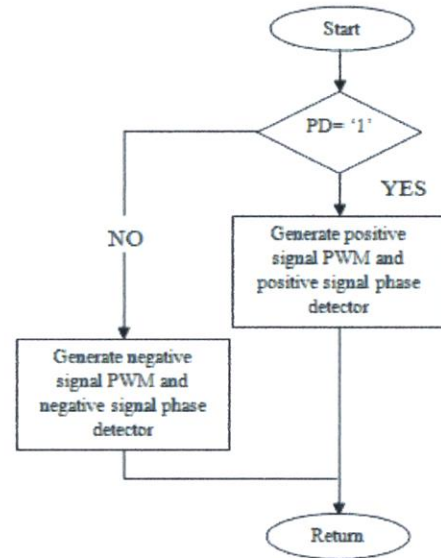 Start
PD= ‘1’
YES
NO
Generate positive
signal PWM and
positive signal phase
detector
Generate negative
signal PWM and
negative signal phase
detector
Return